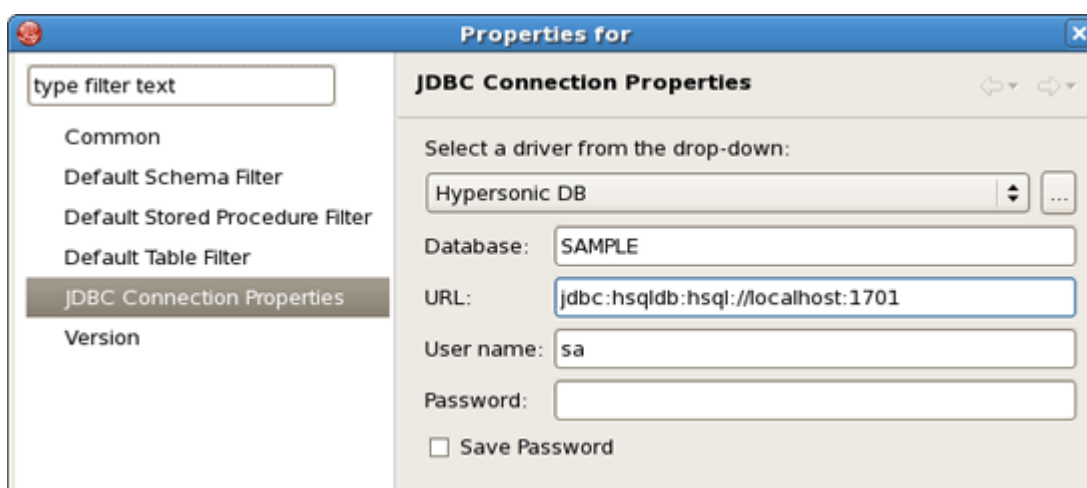 Properties for
type filter text
Common
Default Schema Filter
Default Stored Procedure Filter
Default Table Filter
JDBC Connection Properties
Version
JDBC Connection Properties
Select a driver from the drop-down:
Hypersonic DB
...
Database: SAMPLE
URL: jdbc:hsqldb:hsql://localhost:1701
User name: sa
Password:
Save Password